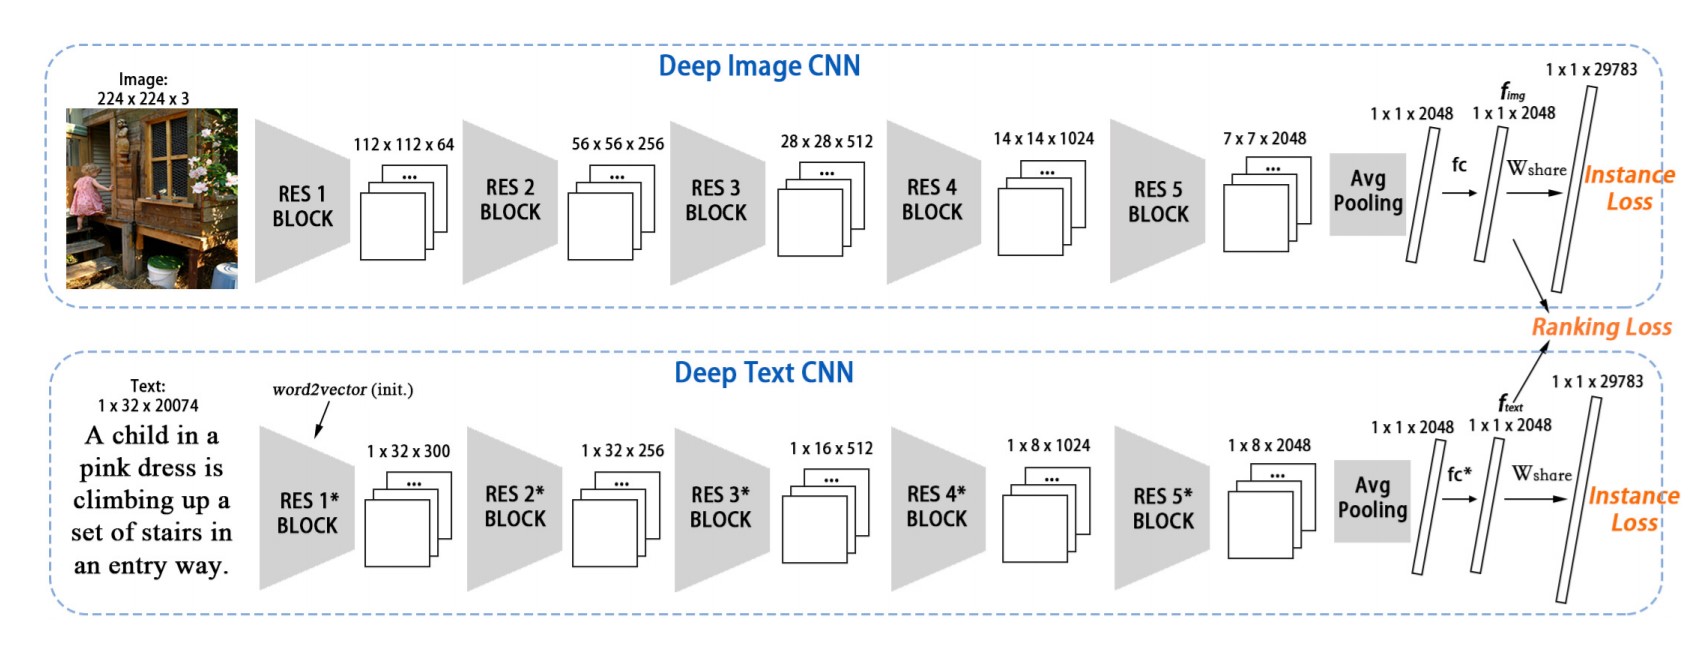 Deep Image CNN
Image:
224 x 224 x 3
RES 1
BLOCK
112 x 112 x 64
RES 2
BLOCK
56 x 56 x 256
RES 3
BLOCK
28 x 28 x 512
RES 4
BLOCK
14 x 14 x 1024
RES 5
BLOCK
7 x 7 x 2048
Avg
Pooling
1 x 1 x 2048
fc
f img
1 x 1 x 2048
Wshare
1 x 1 x 29783
Instance
Loss
...
...
...
...
...
Ranking Loss
Deep Text CNN
Text:
1 x 32 x 20074
A child in a
pink dress is
climbing up a
set of stairs in
an entry way.
word2vector (init.)
RES 1*
BLOCK
1 x 32 x 300
RES 2*
BLOCK
1 x 32 x 256
RES 3*
BLOCK
1 x 16 x 512
RES 4*
BLOCK
1 x 8 x 1024
RES 5*
BLOCK
1 x 8 x 2048
Avg
Pooling
1 x 1 x 2048
fc*
f text
1 x 1 x 2048
Wshare
1 x 1 x 29783
Instance
Loss
...
...
...
...
...